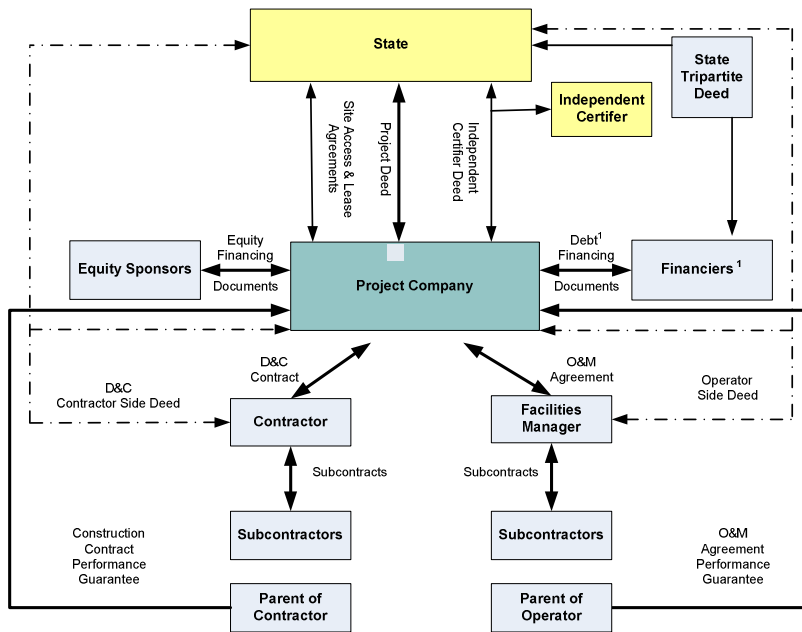 State
State
Tripartite
Deed
Independent
Certifer
Site Access & Lease
Agreements
Project Deed
Independent
Certifier Deed
Equity Sponsors
Equity
Financing
Documents
Project Company
Debt¹
Financing
Documents
Financiers ¹
D&C
Contract
O&M
Agreement
D&C
Contractor Side Deed
Operator
Side Deed
Contractor
Facilities
Manager
Subcontracts
Subcontracts
Subcontractors
Subcontractors
Construction
Contract
Performance
Guarantee
O&M
Agreement
Performance
Guarantee
Parent of
Contractor
Parent of
Operator